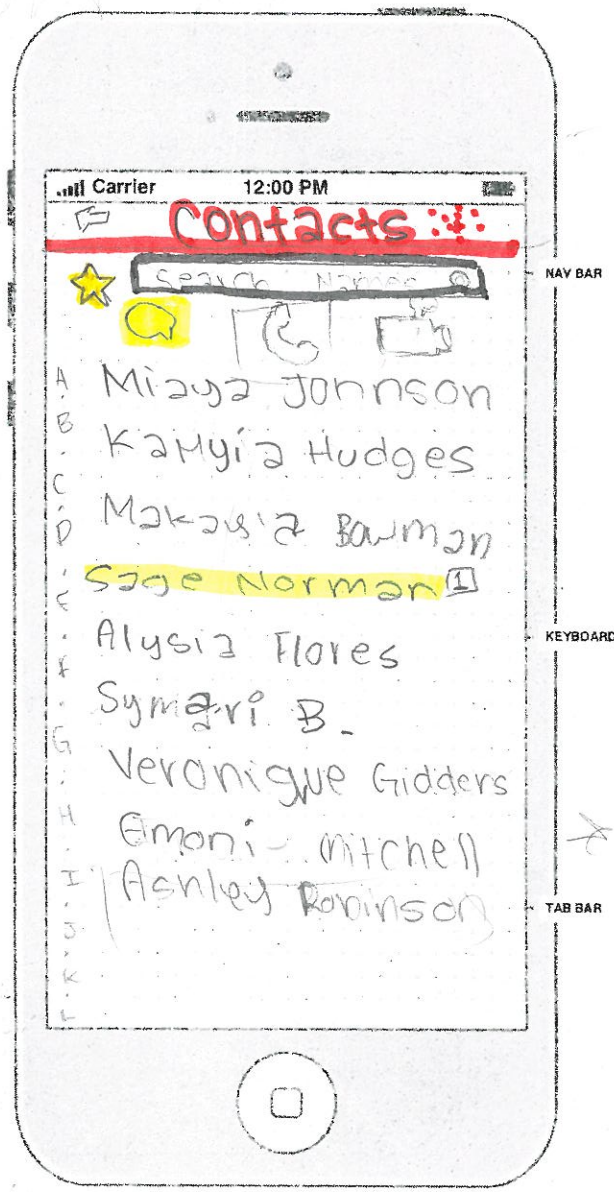 Carrier 12:00 PM
Contacts
Search Names
NAV BAR
A
Miaya Johnson
B
Kamyia Hudges
C
Makaysia Bowman
D
Sage Norman 1
E
KEYBOARD
Alysia Flores
F
Symari B.
G
Veronique Gidders
H
Emoni Mitchell
I
Ashley Robinson
TAB BAR
J
K
L